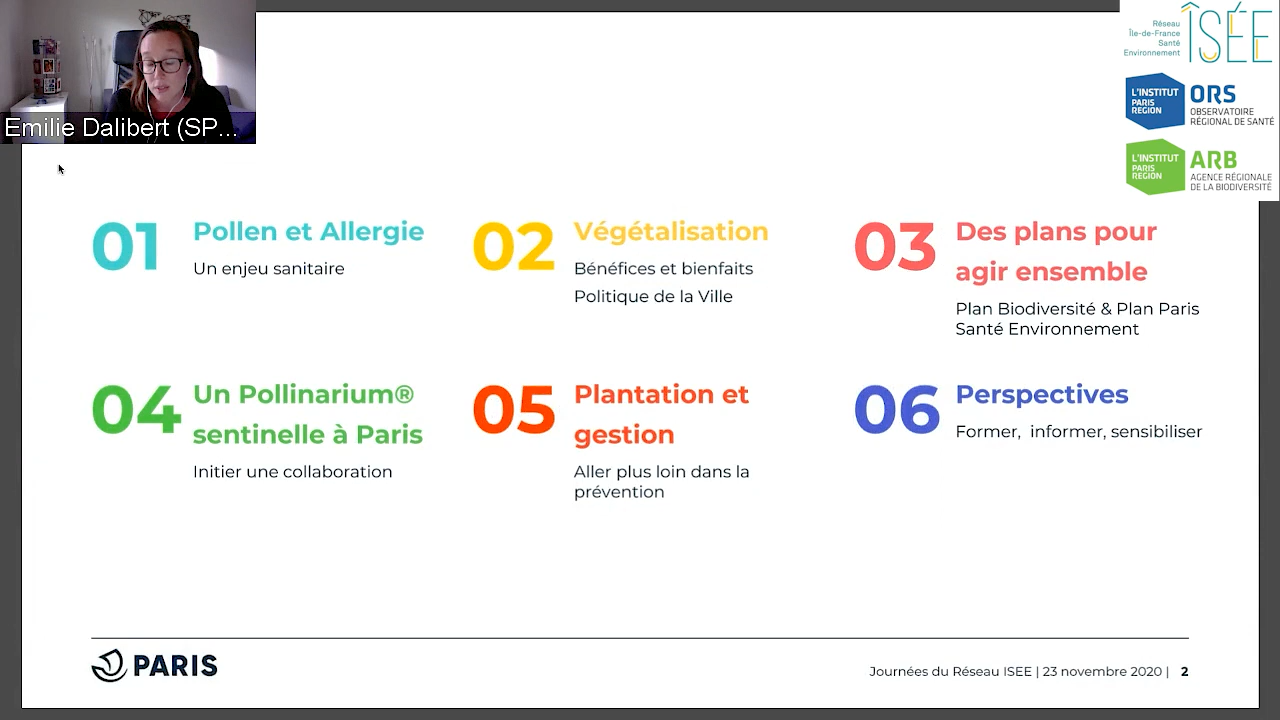 Emilie Dalibert (SP...
Réseau
Île-de-France
Santé
Environnement
ÎSÉE
L'INSTITUT
PARIS
REGION
ORS
OBSERVATOIRE
RÉGIONAL DE SANTÉ
L'INSTITUT
PARIS
REGION
ARB
AGENCE RÉGIONALE
DE LA BIODIVERSITÉ
01
Pollen et Allergie
Un enjeu sanitaire
02
Végétalisation
Bénéfices et bienfaits
Politique de la Ville
03
Des plans pour
agir ensemble
Plan Biodiversité & Plan Paris
Santé Environnement
04
Un Pollinarium®
sentinelle à Paris
Initier une collaboration
05
Plantation et
gestion
Aller plus loin dans la
prévention
06
Perspectives
Former,  informer, sensibiliser
PARIS
Journées du Réseau ISEE | 23 novembre 2020 | 2